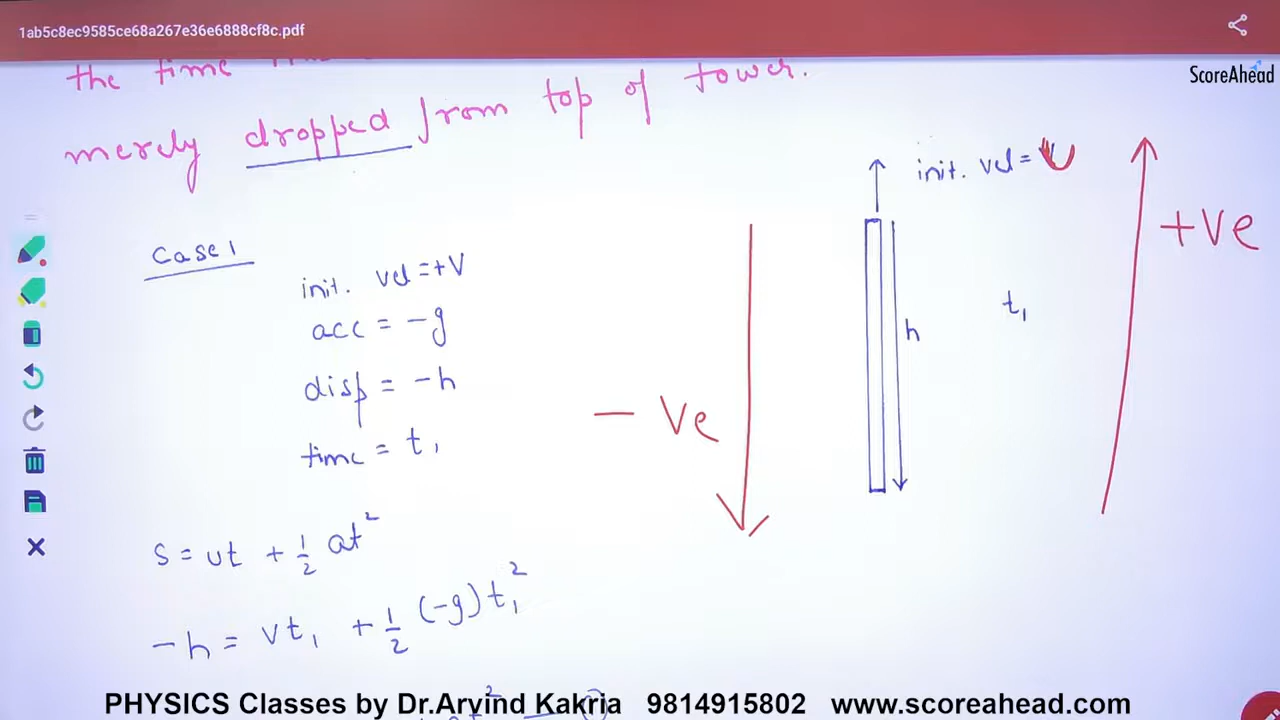 1ab5c8ec9585ce68a267e36e6888cf8c.pdf
ScoreAhead
the time
merely dropped from top of tower.
init. vel =
+ve
Case 1
init. vel = +V
acc = -g
disp = -h
time = t₁
h
t₁
- ve
s = ut + 1/2 at²
-h = vt₁ + 1/2 (-g) t₁²
PHYSICS Classes by Dr.Arvind Kakria 9814915802 www.scoreahead.com